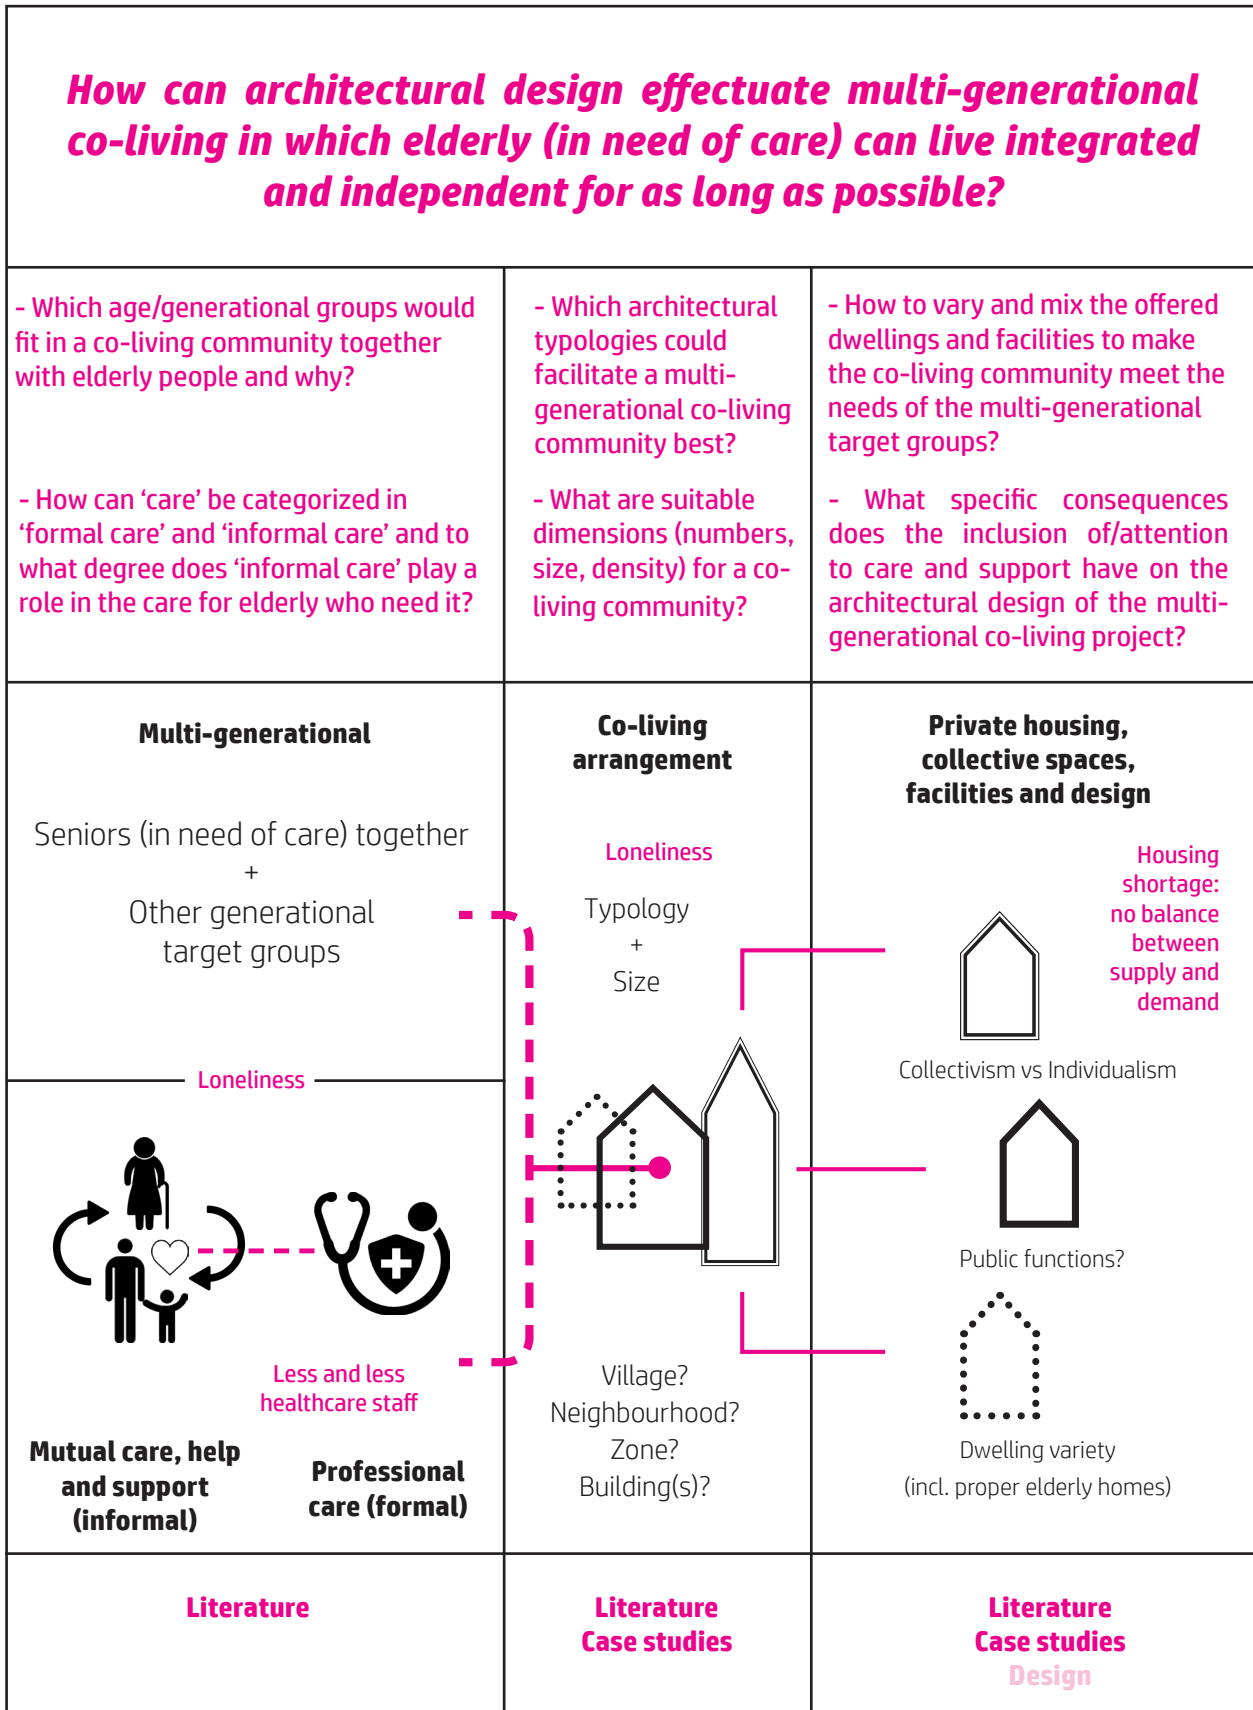 How can architectural design effectuate multi-generational
co-living in which elderly (in need of care) can live integrated
and independent for as long as possible?
- Which age/generational groups would
fit in a co-living community together
with elderly people and why?
- How can ‘care’ be categorized in
‘formal care’ and ‘informal care’ and to
what degree does ‘informal care’ play a
role in the care for elderly who need it?
- Which architectural
typologies could
facilitate a multi-
generational co-living
community best?
- What are suitable
dimensions (numbers,
size, density) for a co-
living community?
- How to vary and mix the offered
dwellings and facilities to make
the co-living community meet the
needs of the multi-generational
target groups?
- What specific consequences
does the inclusion of/attention
to care and support have on the
architectural design of the multi-
generational co-living project?
Multi-generational
Seniors (in need of care) together
+
Other generational
target groups
Loneliness
Less and less
healthcare staff
Mutual care, help
and support
(informal)
Professional
care (formal)
Co-living
arrangement
Loneliness
Typology
+
Size
Village?
Neighbourhood?
Zone?
Building(s)?
Private housing,
collective spaces,
facilities and design
Housing
shortage:
no balance
between
supply and
demand
Collectivism vs Individualism
Public functions?
Dwelling variety
(incl. proper elderly homes)
Literature
Literature
Case studies
Literature
Case studies
Design